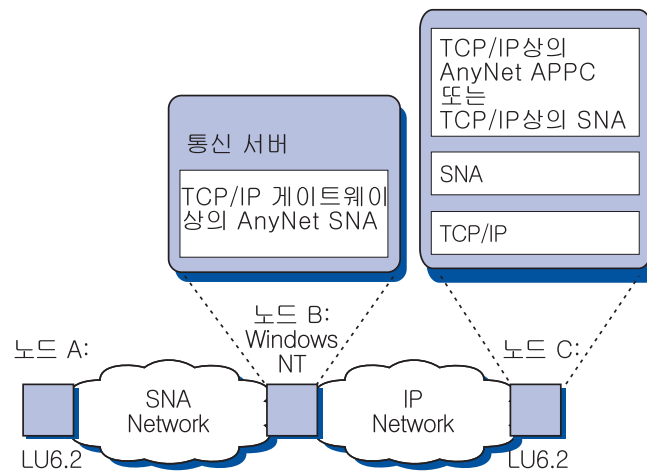 TCP/IP상의
AnyNet APPC
또는
TCP/IP상의 SNA
SNA
TCP/IP
통신 서버
TCP/IP 게이트웨이
상의 AnyNet SNA
노드 A:
노드 B:
Windows
NT
노드 C:
SNA
Network
IP
Network
LU6.2
LU6.2